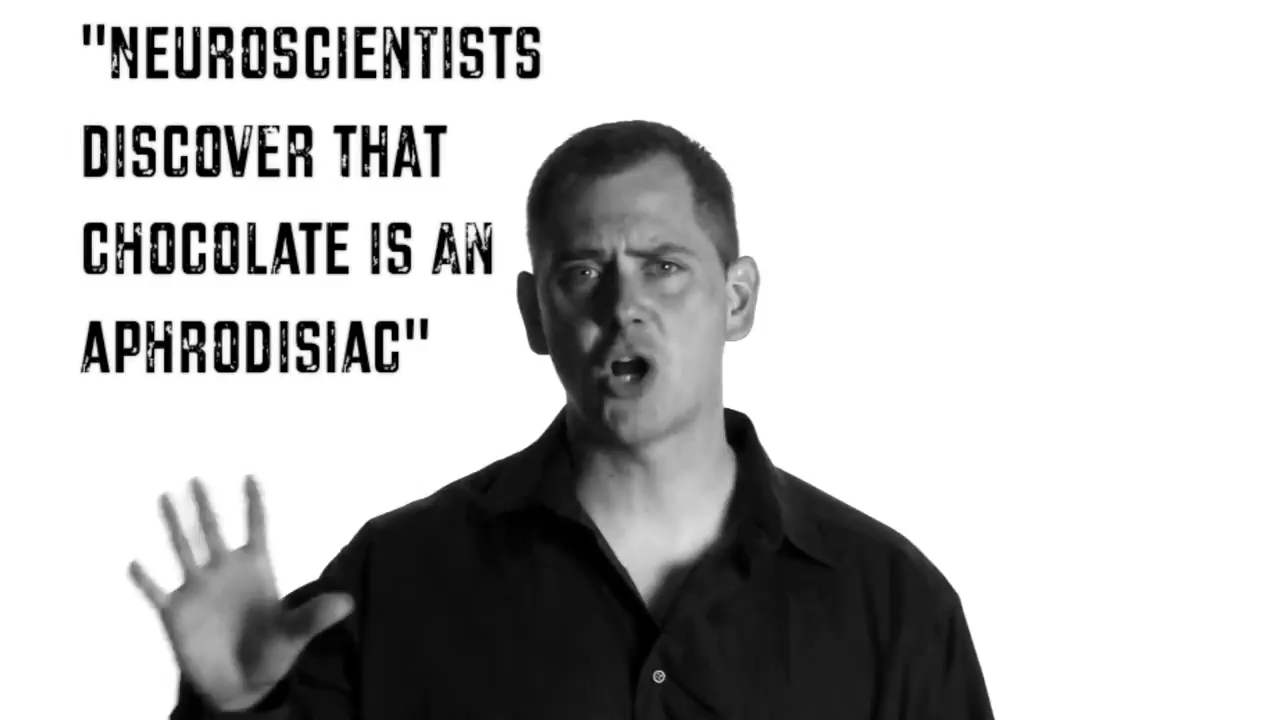 "NEUROSCIENTISTS
DISCOVER THAT
CHOCOLATE IS AN
APHRODISIAC"